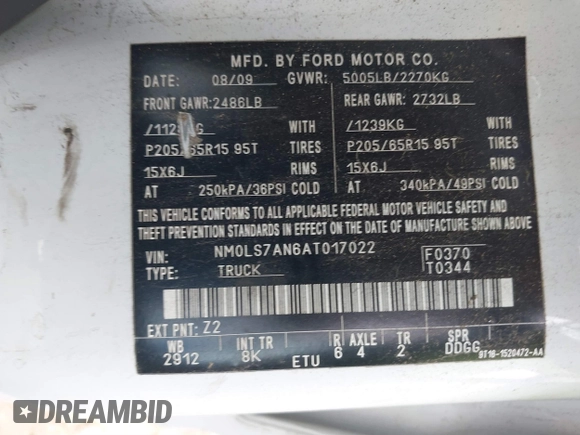 MFD. BY FORD MOTOR CO.
DATE: 08/09 GVWR: 5005LB/2270KG
FRONT GAWR: 2486LB REAR GAWR: 2732LB
WITH /1239KG WITH
P205/65R15 95T TIRES P205/65R15 95T TIRES
15X6J RIMS 15X6J RIMS
AT 250kPA/36PSI COLD AT 340kPA/49PSI COLD
THIS VEHICLE CONFORMS TO ALL APPLICABLE FEDERAL MOTOR VEHICLE SAFETY AND
THEFT PREVENTION STANDARDS IN EFFECT ON THE DATE OF MANUFACTURE SHOWN ABOVE
VIN: NM0LS7AN6AT017022 F0370
TYPE: TRUCK T0344
EXT PNT: Z2
WB INT TR R AXLE TR SPR
2912 8K ETU 6 4 2 DDGG
9T16-1520472-AA
DREAMBID